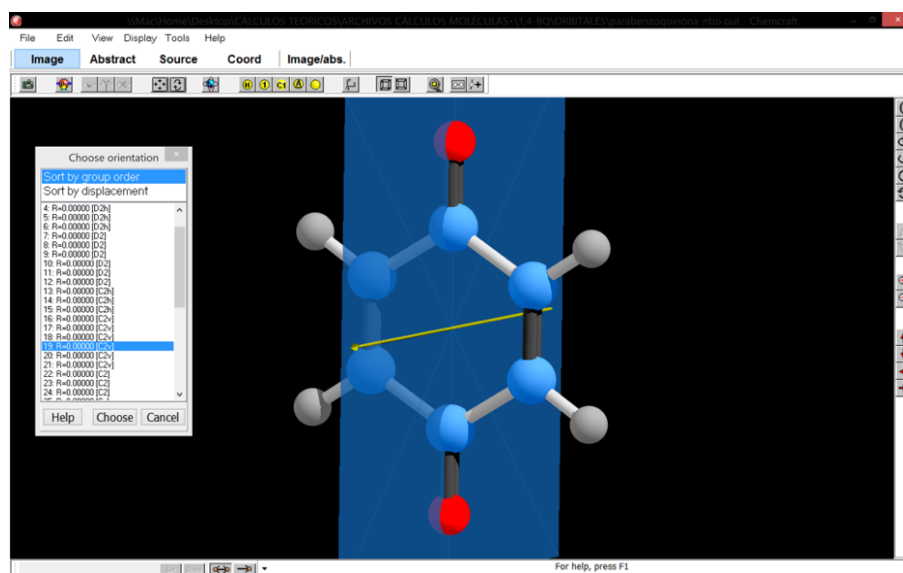 \\Mac\Home\Desktop\CÁLCULOS TEÓRICOS\ARCHIVOS CÁLCULOS MOLÉCULAS•\1,4-BQ\ORBITALES\parabenzoquinona-nbo.out - Chemcraft
File Edit View Display Tools Help
Image Abstract Source Coord Image/abs.
Choose orientation
Sort by group order
Sort by displacement
4: R=0.00000 [D2h]
5: R=0.00000 [D2h]
6: R=0.00000 [D2h]
7: R=0.00000 [D2]
8: R=0.00000 [D2]
9: R=0.00000 [D2]
10: R=0.00000 [D2]
11: R=0.00000 [D2]
12: R=0.00000 [D2]
13: R=0.00000 [C2h]
14: R=0.00000 [C2h]
15: R=0.00000 [C2h]
16: R=0.00000 [C2v]
17: R=0.00000 [C2v]
18: R=0.00000 [C2v]
19: R=0.00000 [C2v]
20: R=0.00000 [C2v]
21: R=0.00000 [C2v]
22: R=0.00000 [C2]
23: R=0.00000 [C2]
24: R=0.00000 [C2]
Help Choose Cancel
For help, press F1